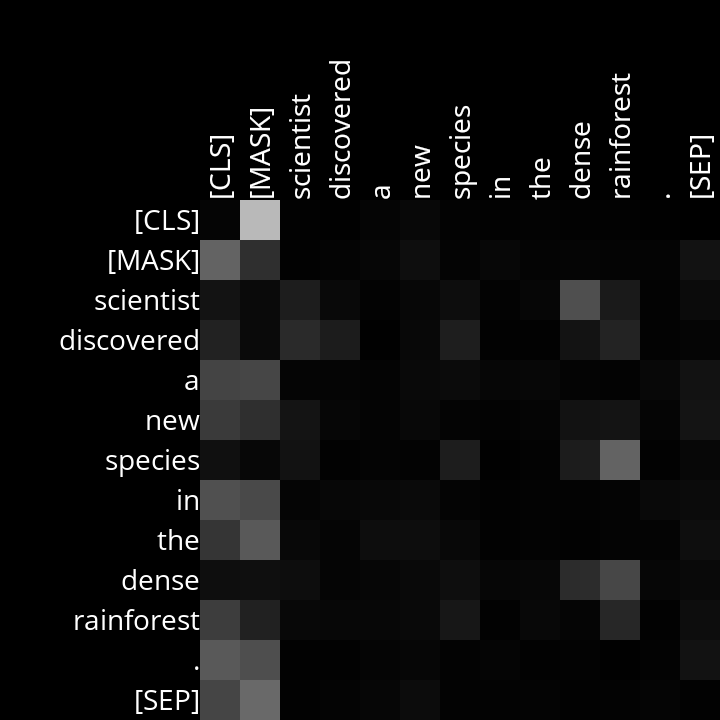 [CLS]
[MASK]
scientist
discovered
a
new
species
in
the
dense
rainforest
.
[SEP]
[CLS]
[MASK]
scientist
discovered
a
new
species
in
the
dense
rainforest
.
[SEP]